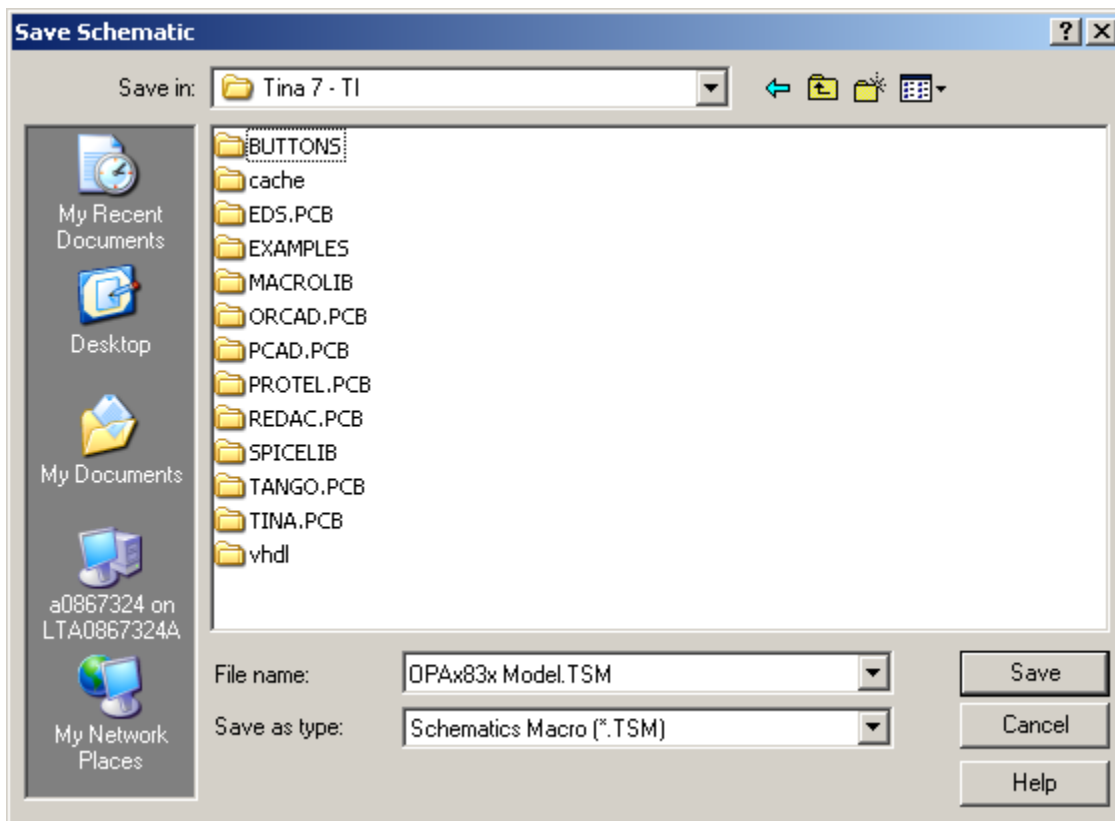 Save Schematic
Save in:
Tina 7 - TI
My Recent
Documents
Desktop
My Documents
a0867324 on
LTA0867324A
My Network
Places
BUTTONS
cache
EDS.PCB
EXAMPLES
MACROLIB
ORCAD.PCB
PCAD.PCB
PROTEL.PCB
REDAC.PCB
SPICELIB
TANGO.PCB
TINA.PCB
vhdl
File name:
OPAx83x Model.TSM
Save
Save as type:
Schematics Macro (*.TSM)
Cancel
Help